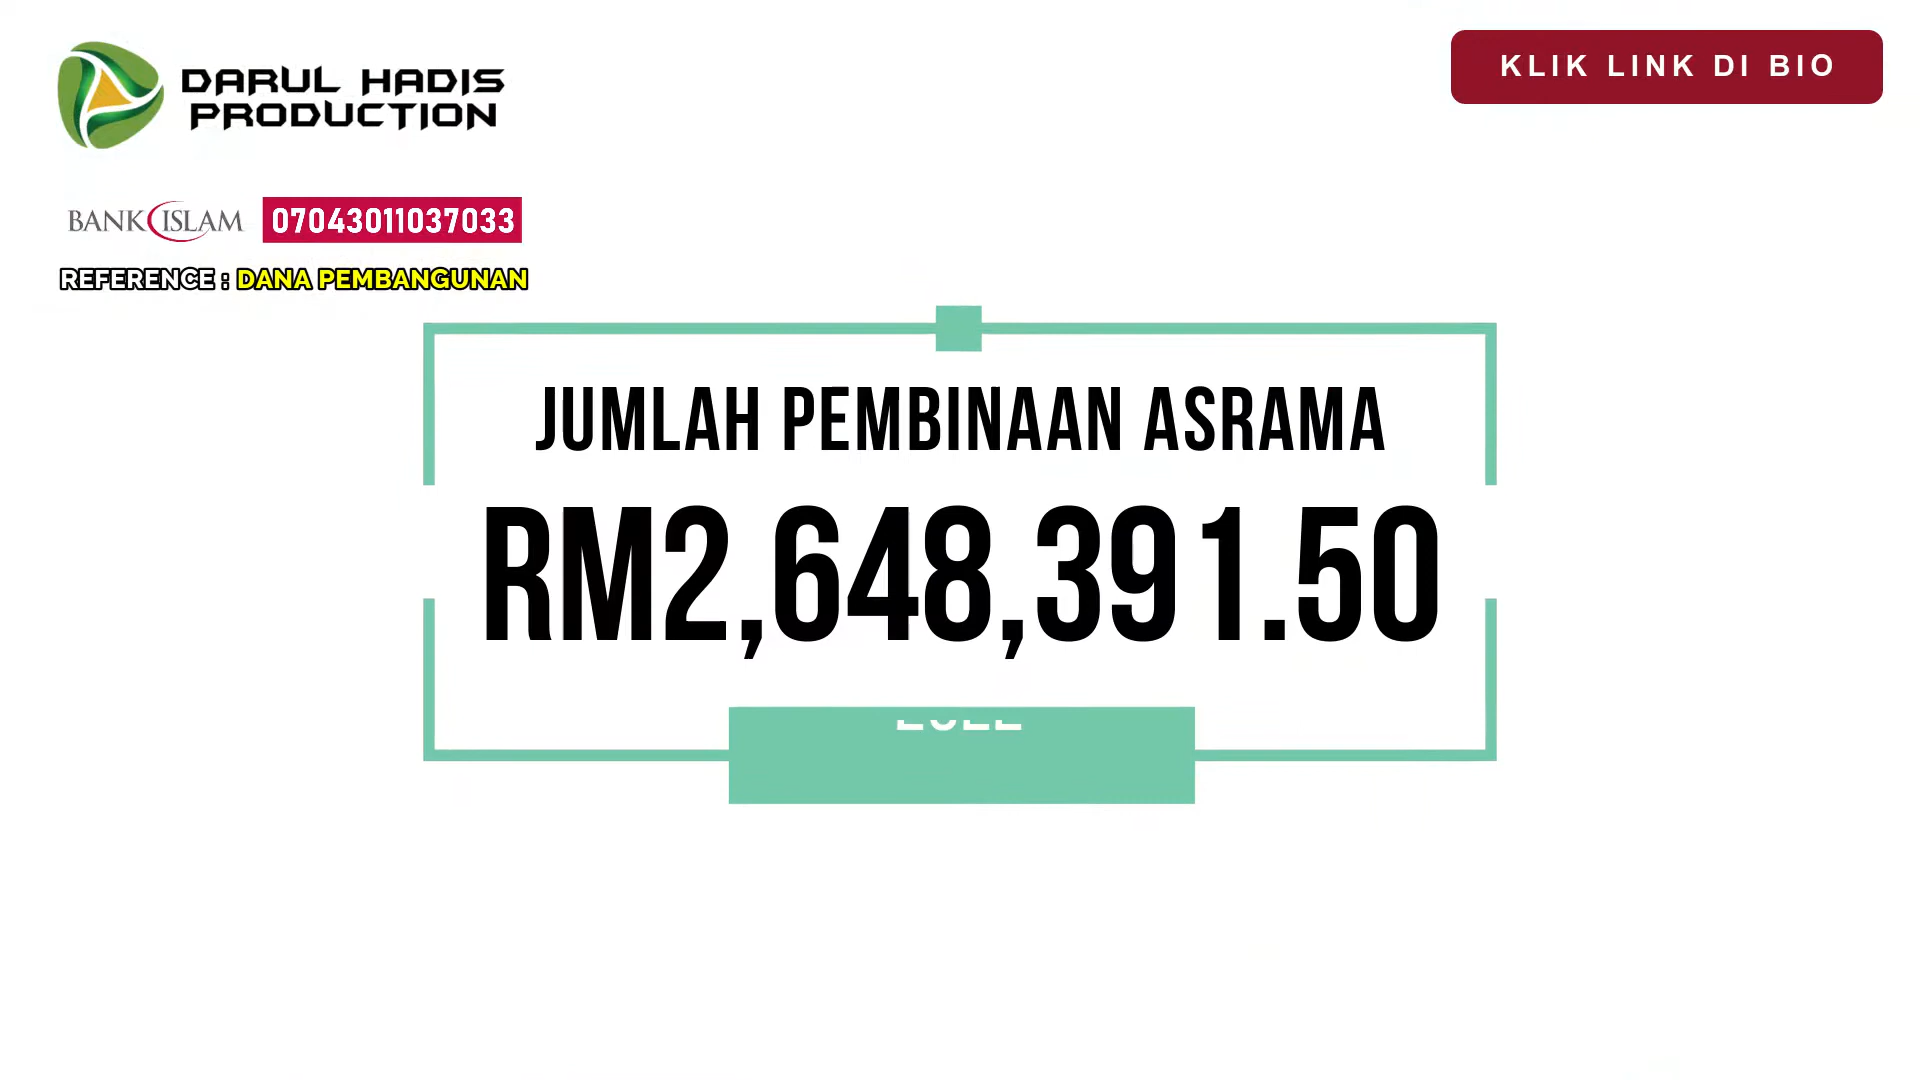 DARUL HADIS
PRODUCTION
KLIK LINK DI BIO
BANK ISLAM 07043011037033
REFERENCE : DANA PEMBANGUNAN
JUMLAH PEMBINAAN ASRAMA
RM2,648,391.50